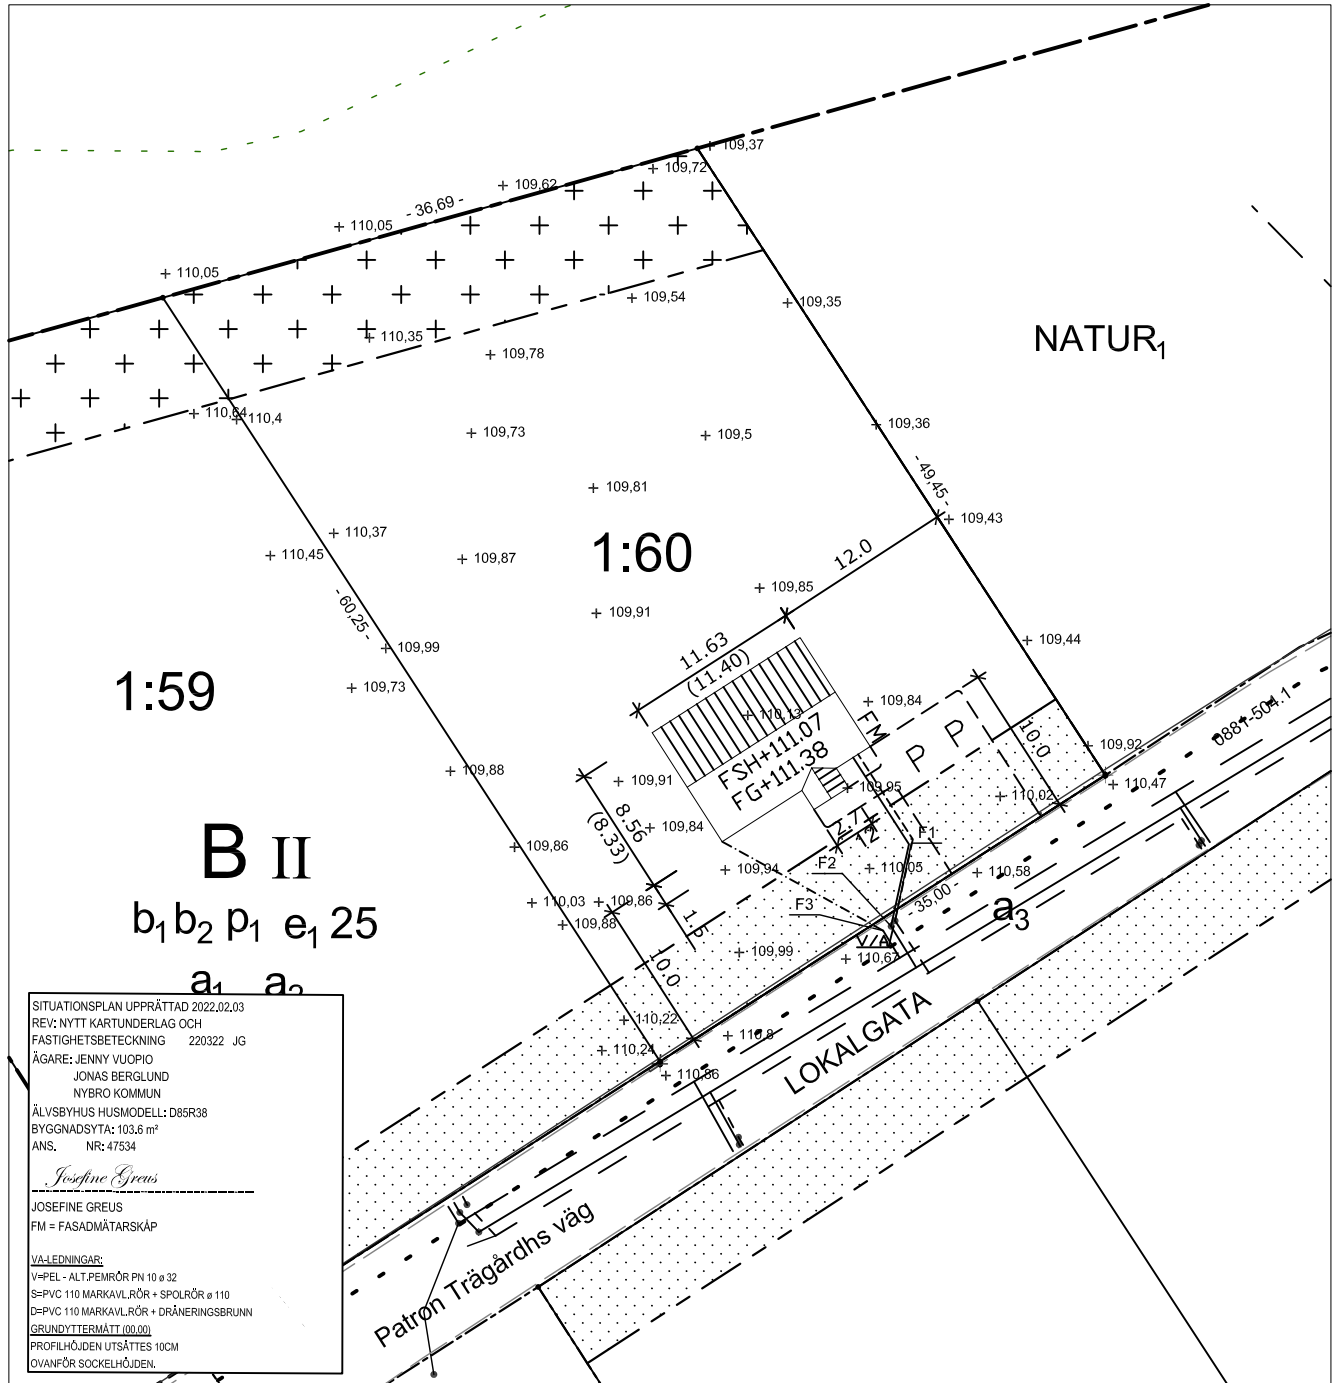 109,37
109,72
109,62
- 36,69 -
110,05
110,05
109,54
109,35
NATUR1
110,35
109,78
110,64
110,4
109,73
109,5
109,36
- 49,45 -
109,81
109,43
110,37
1:60
110,45
109,87
12.0
109,85
- 60,25 -
109,91
109,44
11.63
(11.40)
109,99
1:59
109,73
109,84
110,13
FM
FSH+111.07
FG+111.38
P P
10.0
0881-504.1
109,92
109,88
109,91
109,95
110,02
110,47
8.56
(8.33)
109,84
2.71
12
F1
B II
109,86
109,94
F2
110,05
110,58
- 35,00 -
b1 b2 p1 e1 25
110,03
109,86
109,88
1.5
F3
a3
V/A
109,99
110,67
10.0
a1 a2
110,22
110,8
110,24
110,86
LOKALGATA
Patron Trägårdhs väg
SITUATIONSPLAN UPPRÄTTAD 2022.02.03
REV: NYTT KARTUNDERLAG OCH
FASTIGHETSBETECKNING 220322 JG
ÄGARE: JENNY VUOPIO
JONAS BERGLUND
NYBRO KOMMUN
ÄLVSBYHUS HUSMODELL: D85R38
BYGGNADSYTA: 103.6 m²
ANS. NR: 47534
Josefine Greus
JOSEFINE GREUS
FM = FASADMÄTARSKÅP
VA-LEDNINGAR:
V=PEL - ALT.PEMRÖR PN 10 ø 32
S=PVC 110 MARKAVL.RÖR + SPOLRÖR ø 110
D=PVC 110 MARKAVL.RÖR + DRÄNERINGSBRUNN
GRUNDYTTERMÅTT (00.00)
PROFILHÖJDEN UTSÄTTES 10CM
OVANFÖR SOCKELHÖJDEN.